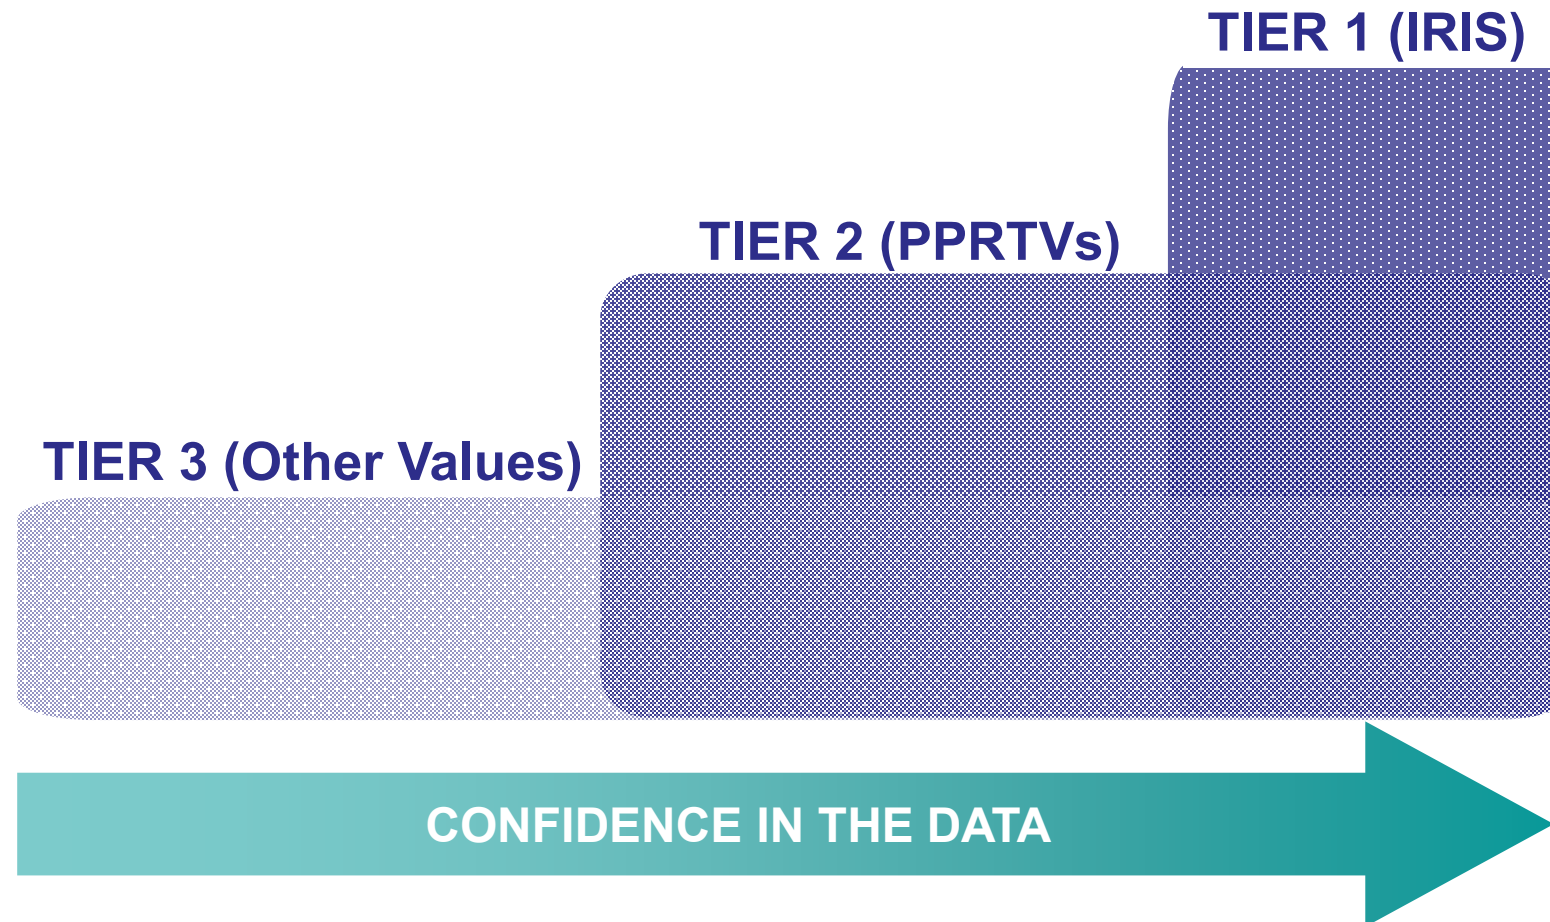 TIER 1 (IRIS)
TIER 2 (PPRTVs)
TIER 3 (Other Values)
CONFIDENCE IN THE DATA